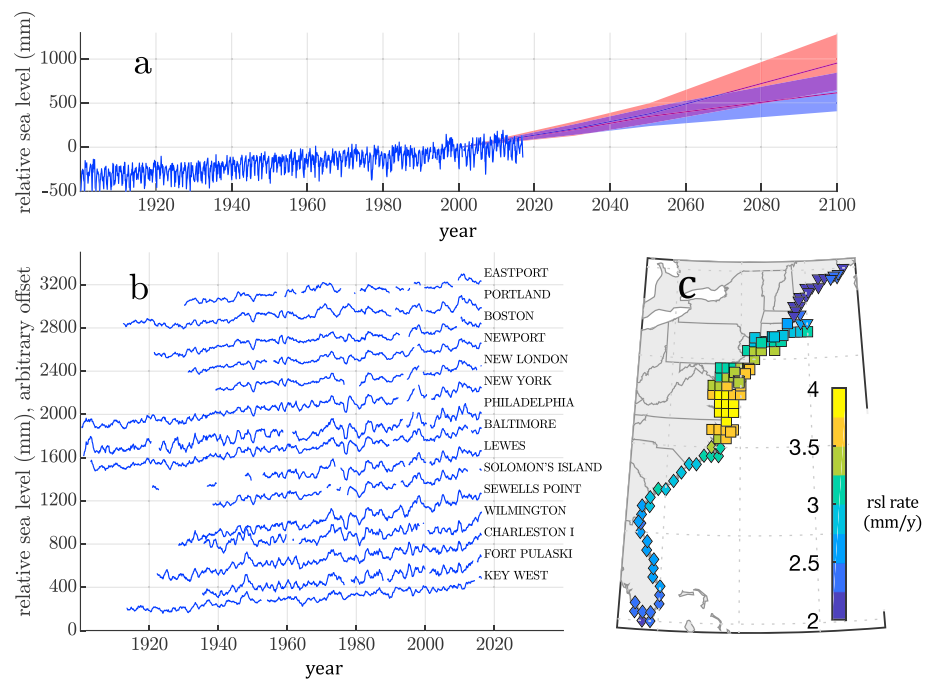 relative sea level (mm)
1000
500
0
-500
a
1920
1940
1960
1980
2000
2020
2040
2060
2080
2100
year
relative sea level (mm), arbitrary offset
3200
2800
2400
2000
1600
1200
800
400
0
b
EASTPORT
PORTLAND
BOSTON
NEWPORT
NEW LONDON
NEW YORK
PHILADELPHIA
BALTIMORE
LEWES
SOLOMON'S ISLAND
SEWELLS POINT
WILMINGTON
CHARLESTON I
FORT PULASKI
KEY WEST
1920
1940
1960
1980
2000
2020
year
c
4
3.5
3
2.5
2
rsl rate
(mm/y)